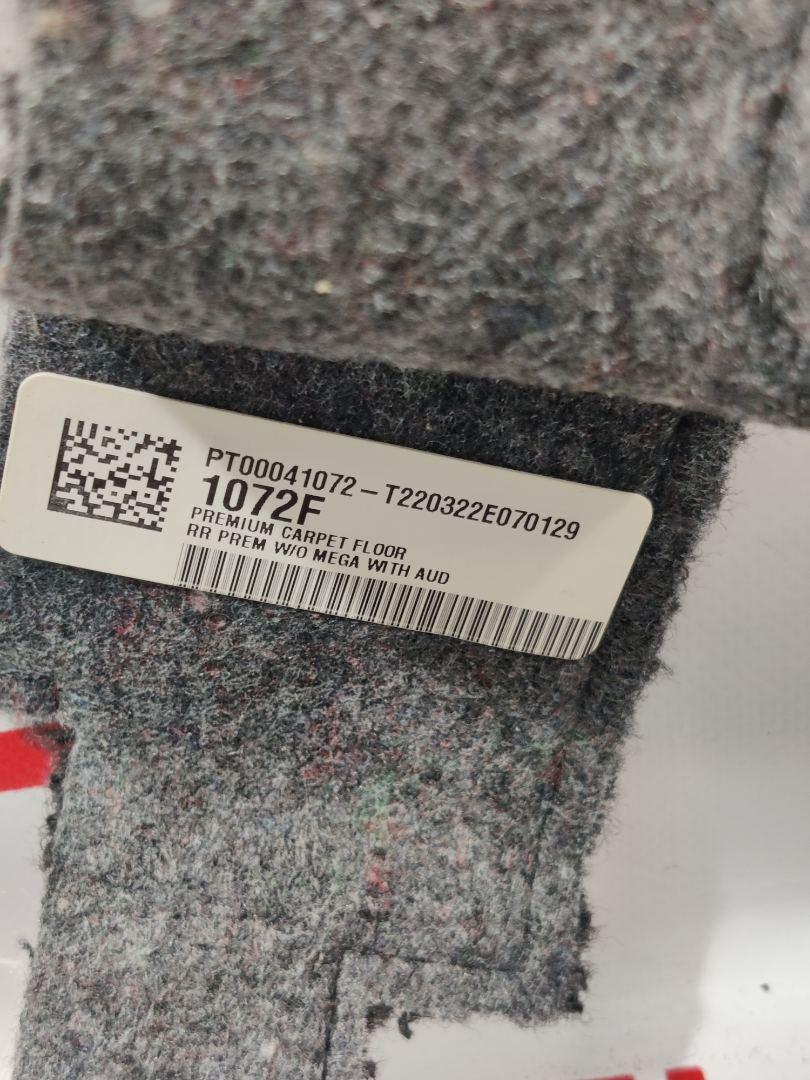 PT00041072-T220322E070129
1072F
PREMIUM CARPET FLOOR
RR PREM W/O MEGA WITH AUD